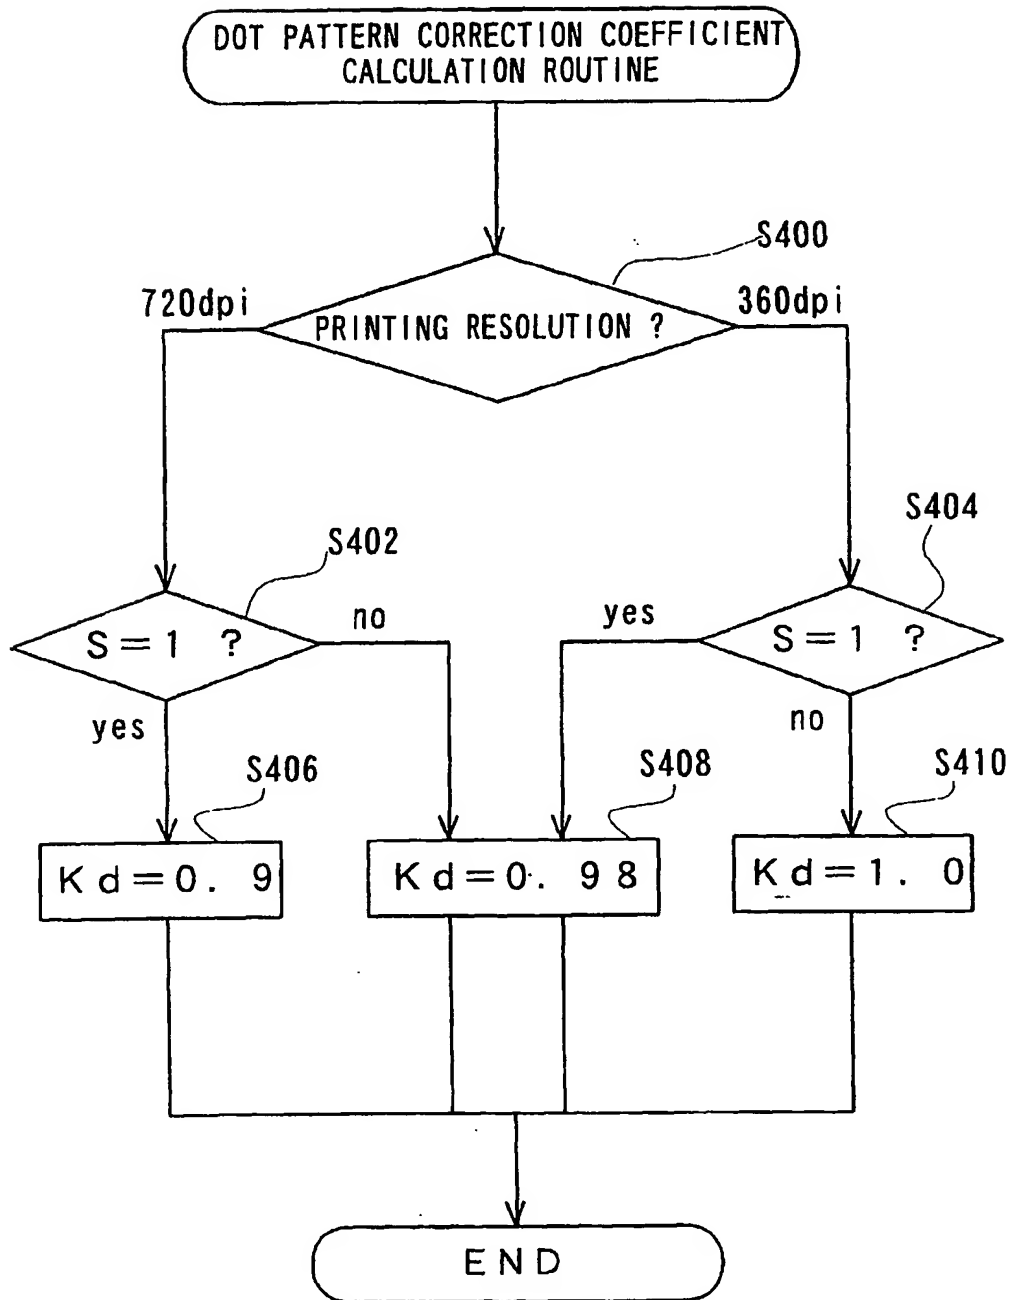 DOT PATTERN CORRECTION COEFFICIENT
CALCULATION ROUTINE
S400
720dpi
PRINTING RESOLUTION ?
360dpi
S402
S404
S=1 ?
no
yes
S=1 ?
yes
no
S406
S408
S410
Kd=0. 9
Kd=0. 98
Kd=1. 0
END